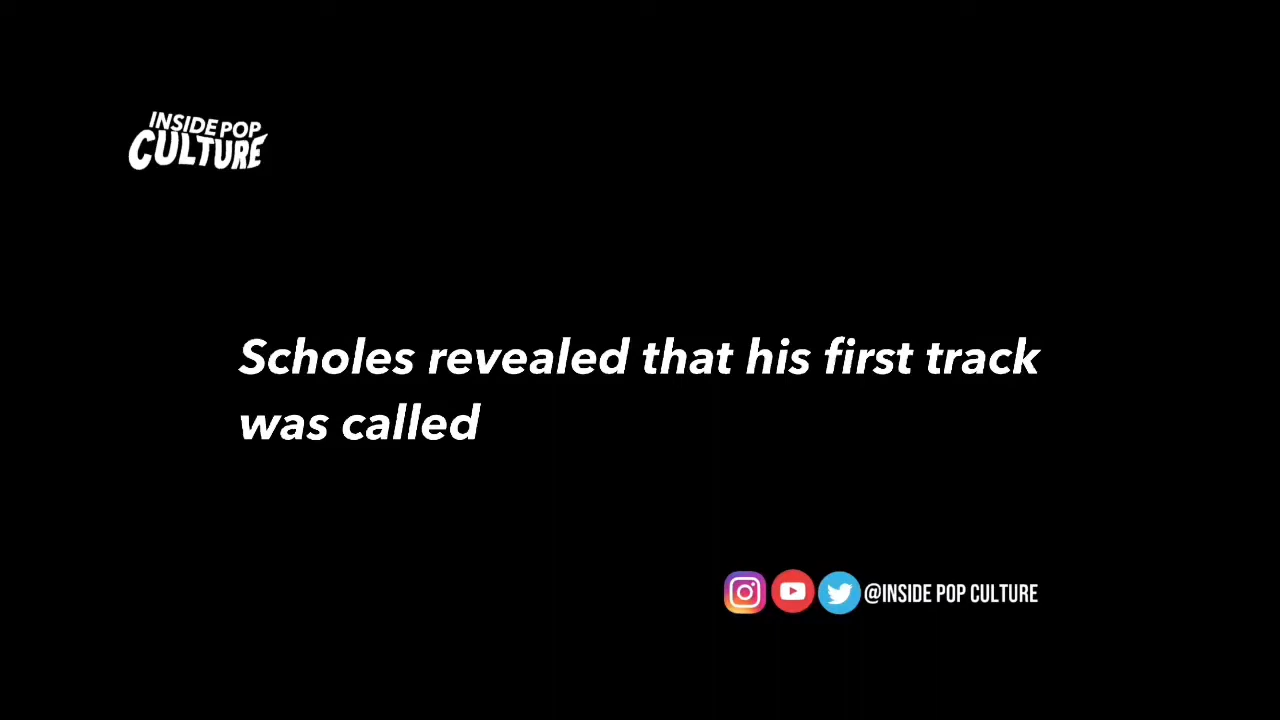 INSIDE POP
CULTURE
Scholes revealed that his first track
was called
@INSIDE POP CULTURE